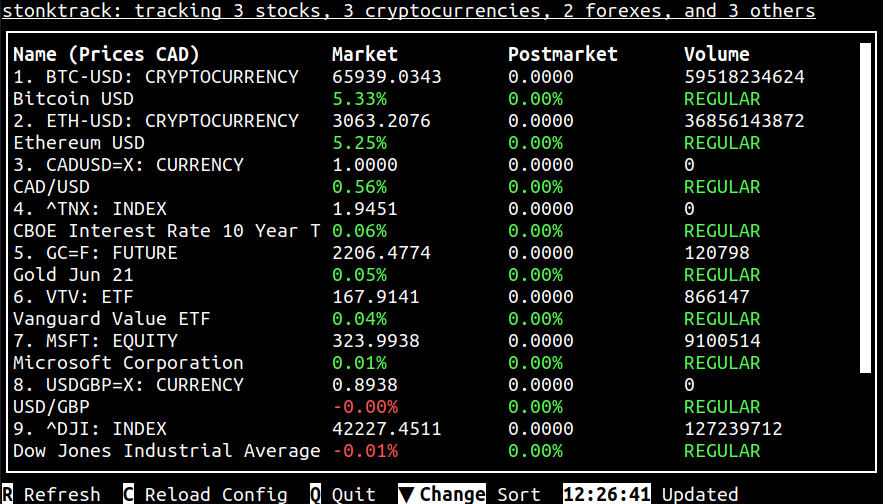 stonktrack: tracking 3 stocks, 3 cryptocurrencies, 2 forexes, and 3 others
Name (Prices CAD) Market Postmarket Volume
1. BTC-USD: CRYPTOCURRENCY 65939.0343 0.0000 59518234624
Bitcoin USD 5.33% 0.00% REGULAR
2. ETH-USD: CRYPTOCURRENCY 3063.2076 0.0000 36856143872
Ethereum USD 5.25% 0.00% REGULAR
3. CADUSD=X: CURRENCY 1.0000 0.0000 0
CAD/USD 0.56% 0.00% REGULAR
4. ^TNX: INDEX 1.9451 0.0000 0
CBOE Interest Rate 10 Year T 0.06% 0.00% REGULAR
5. GC=F: FUTURE 2206.4774 0.0000 120798
Gold Jun 21 0.05% 0.00% REGULAR
6. VTV: ETF 167.9141 0.0000 866147
Vanguard Value ETF 0.04% 0.00% REGULAR
7. MSFT: EQUITY 323.9938 0.0000 9100514
Microsoft Corporation 0.01% 0.00% REGULAR
8. USDGBP=X: CURRENCY 0.8938 0.0000 0
USD/GBP -0.00% 0.00% REGULAR
9. ^DJI: INDEX 42227.4511 0.0000 127239712
Dow Jones Industrial Average -0.01% 0.00% REGULAR
R Refresh C Reload Config Q Quit ▼ Change Sort 12:26:41 Updated